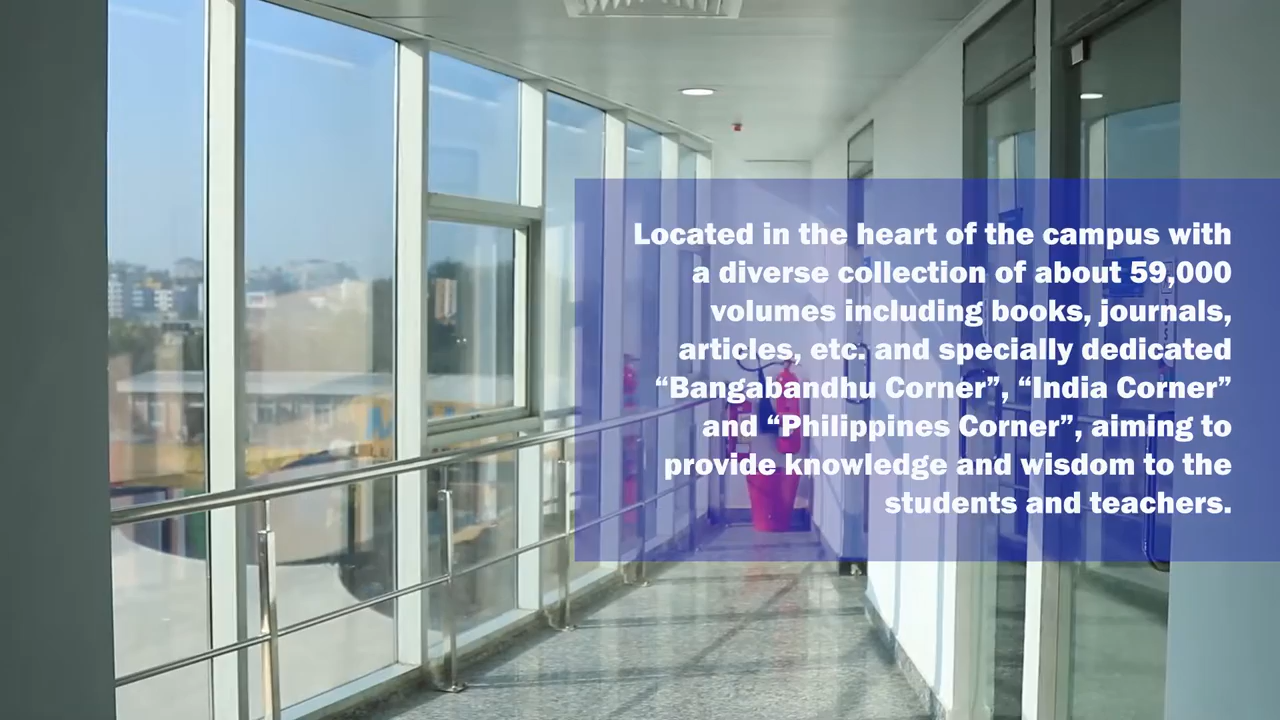 Located in the heart of the campus with
a diverse collection of about 59,000
volumes including books, journals,
articles, etc. and specially dedicated
“Bangabandhu Corner”, “India Corner”
and “Philippines Corner”, aiming to
provide knowledge and wisdom to the
students and teachers.